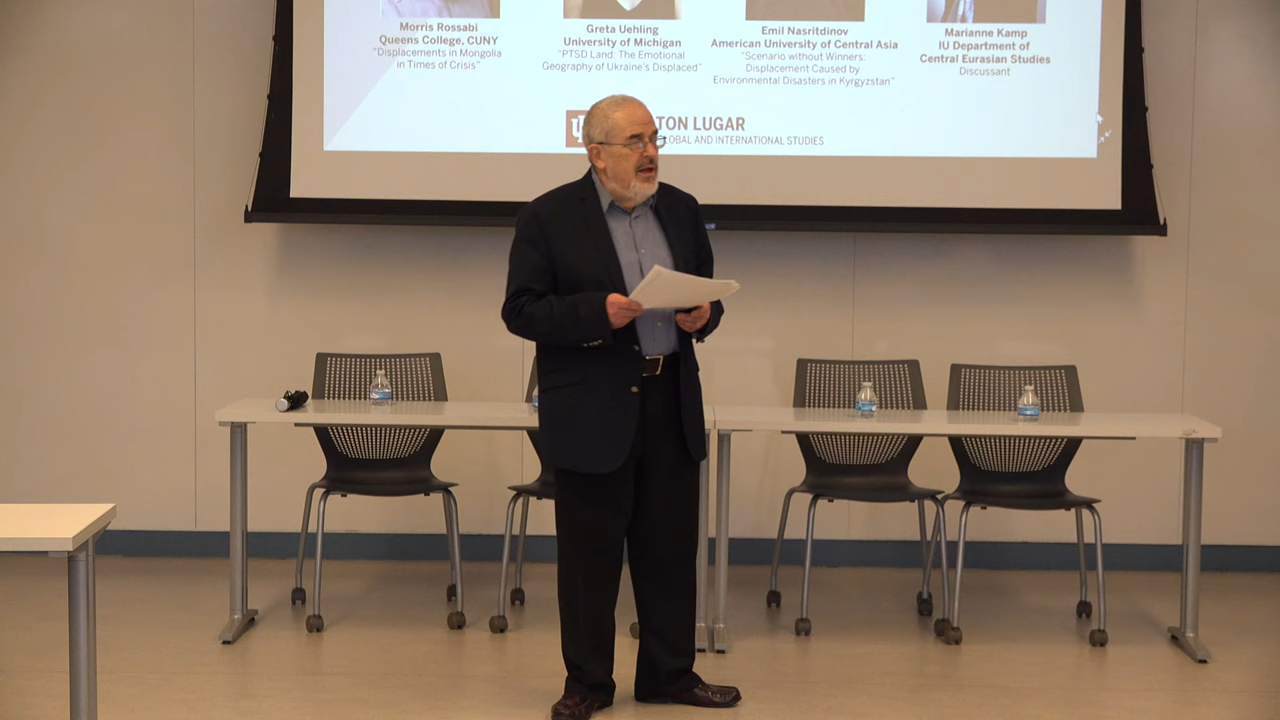 Morris Rossabi
Queens College, CUNY
“Displacements in Mongolia
in Times of Crisis”
Greta Uehling
University of Michigan
“PTSD Land: The Emotional
Geography of Ukraine’s Displaced”
Emil Nasritdinov
American University of Central Asia
“Scenario without Winners:
Displacement Caused by
Environmental Disasters in Kyrgyzstan”
Marianne Kamp
IU Department of
Central Eurasian Studies
Discussant
TON LUGAR
OBAL AND INTERNATIONAL STUDIES